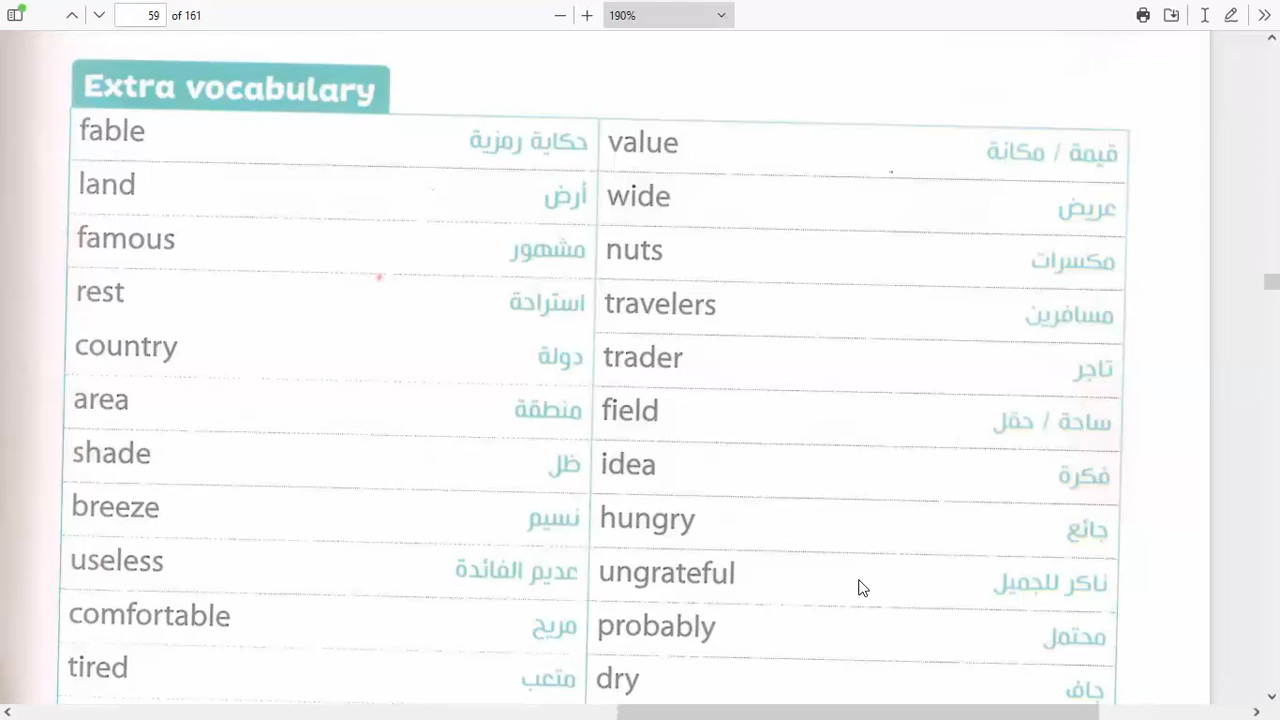 59 of 161
190%
Extra vocabulary
fable حكاية رمزية value قيمة / مكانة
land أرض wide عريض
famous مشهور nuts مكسرات
rest استراحة travelers مسافرين
country دولة trader تاجر
area منطقة field ساحة / حقل
shade ظل idea فكرة
breeze نسيم hungry جائع
useless عديم الفائدة ungrateful ناكر للجميل
comfortable مريح probably محتمل
tired متعب dry جاف